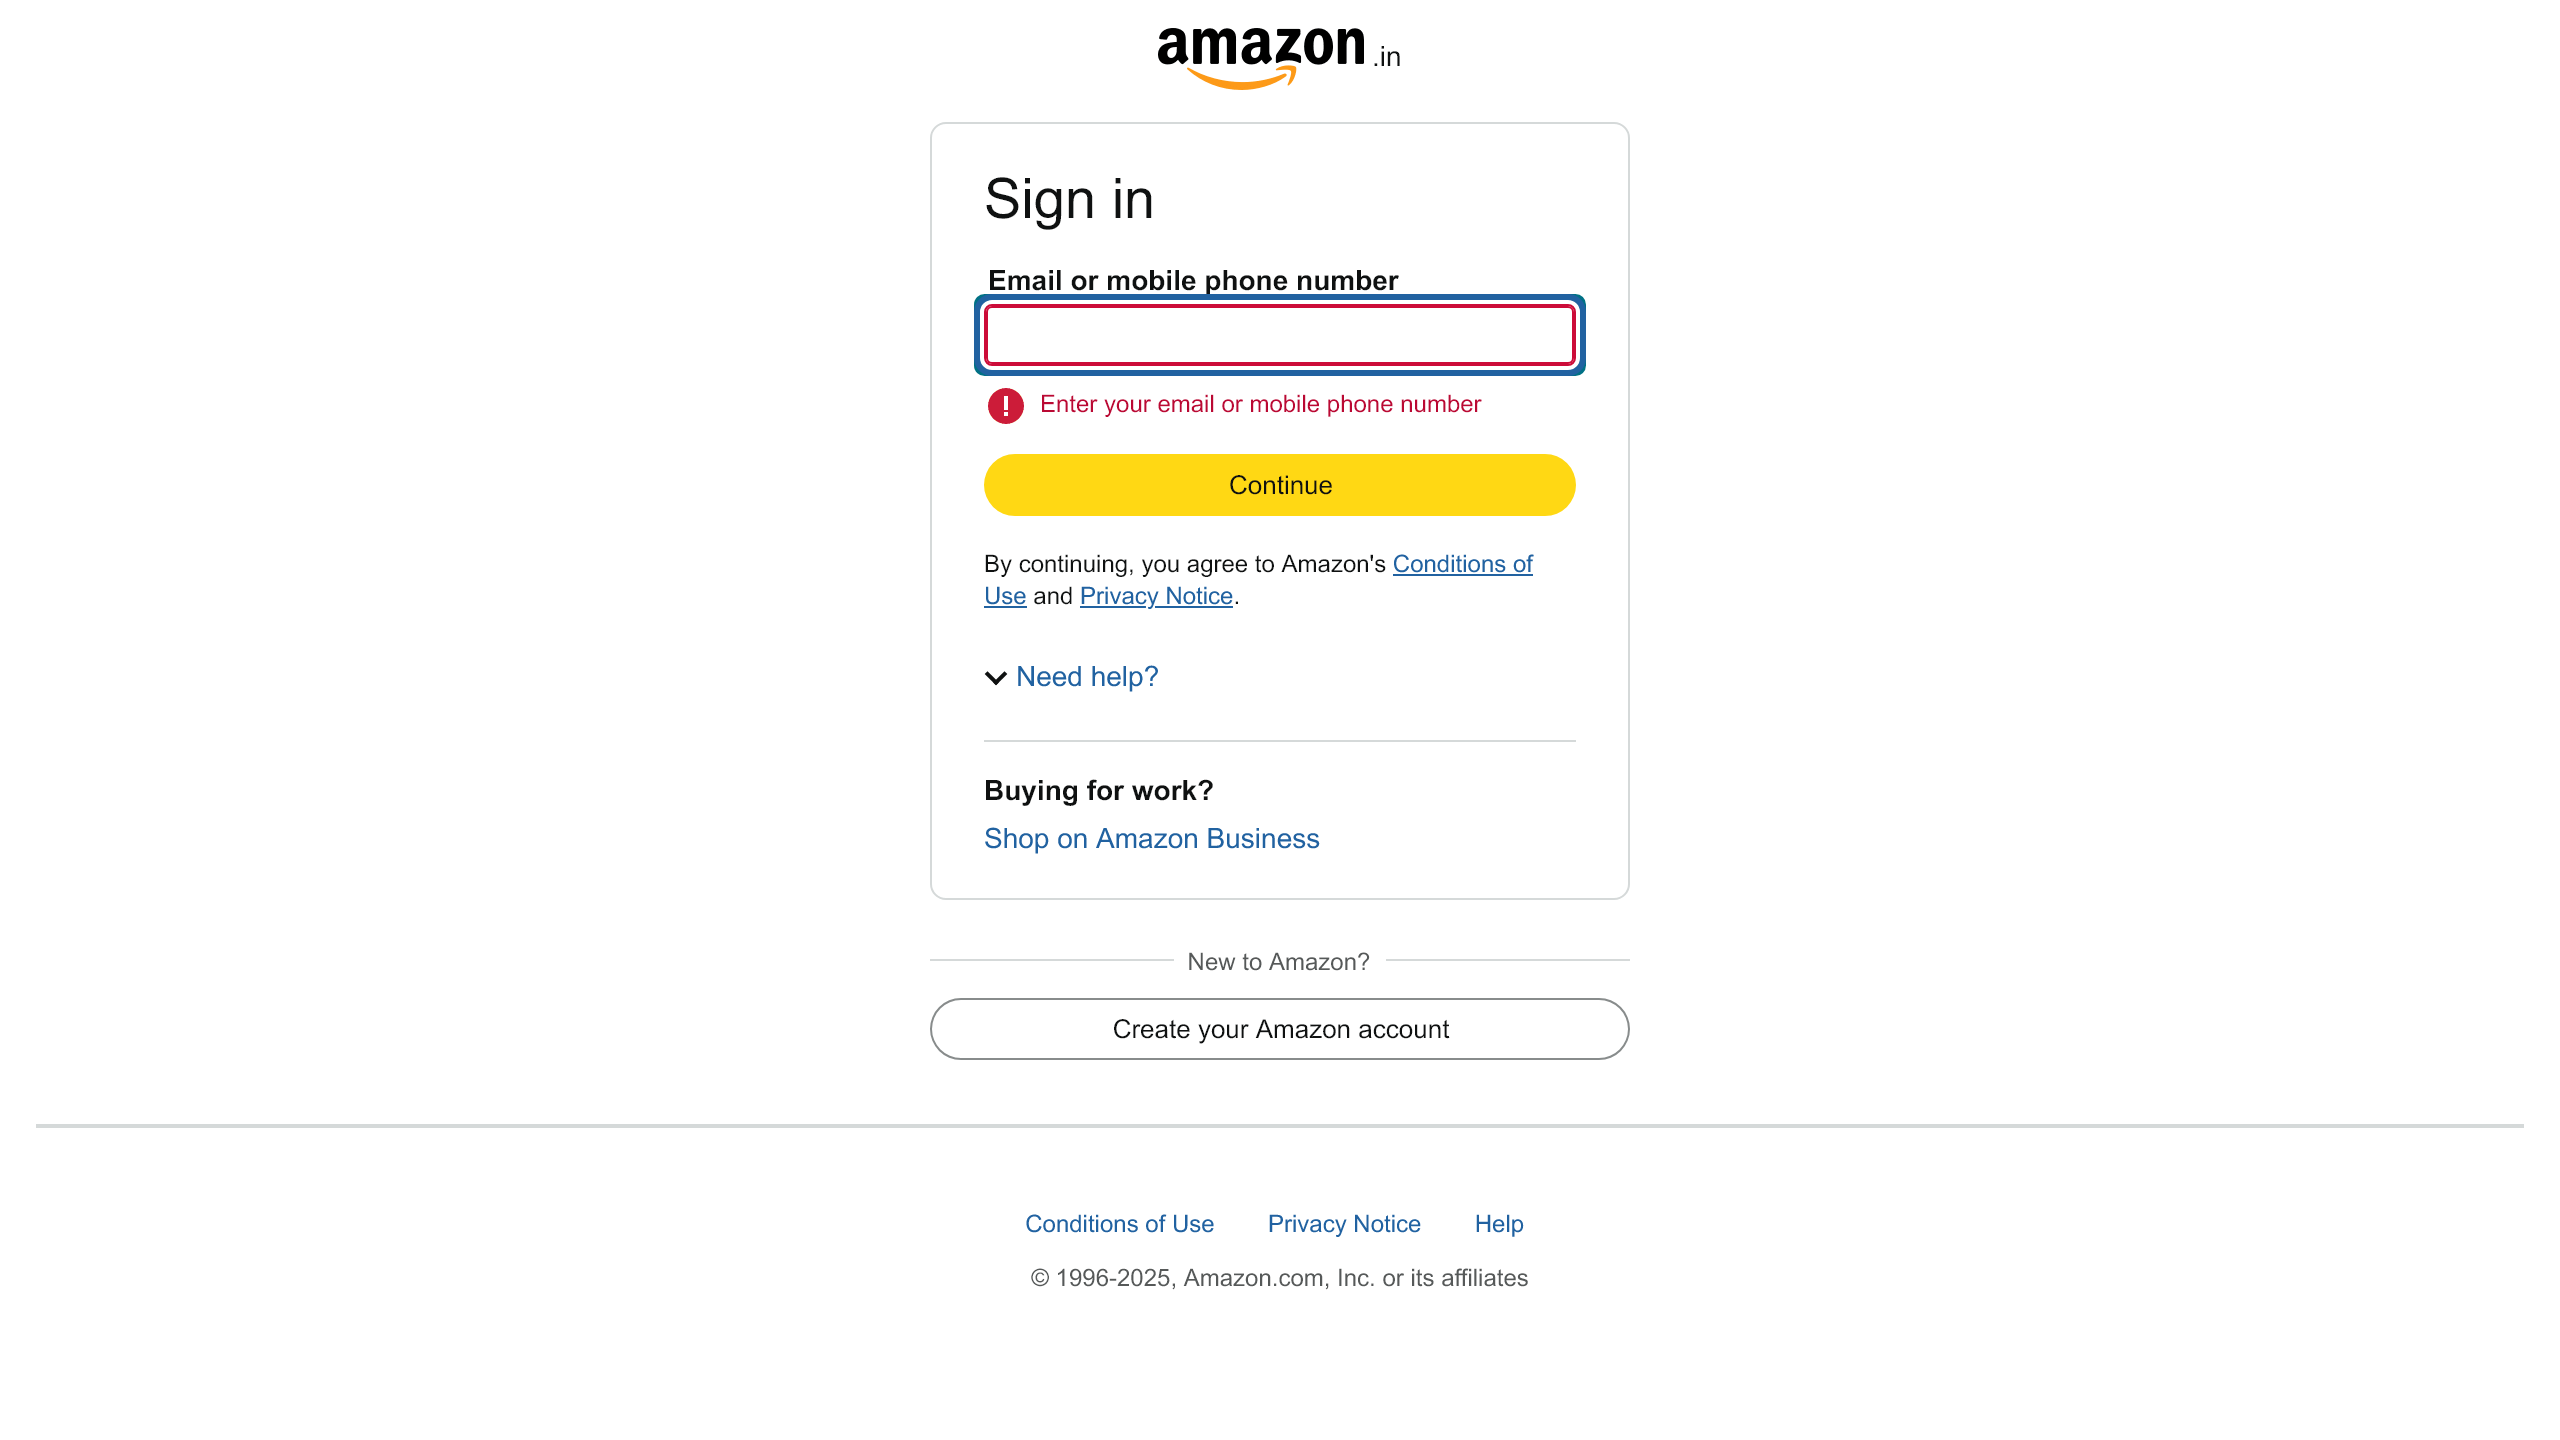 amazon.in
Sign in
Email or mobile phone number
Enter your email or mobile phone number
Continue
By continuing, you agree to Amazon's Conditions of
Use and Privacy Notice.
Need help?
Buying for work?
Shop on Amazon Business
New to Amazon?
Create your Amazon account
Conditions of Use Privacy Notice Help
© 1996-2025, Amazon.com, Inc. or its affiliates